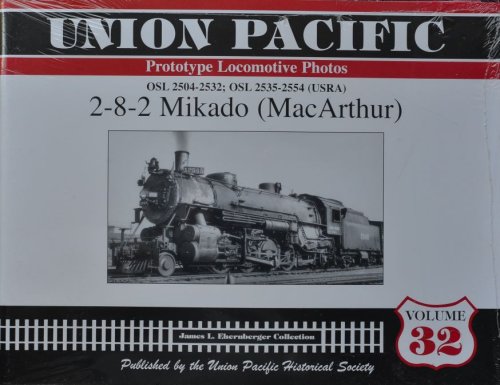 UNION PACIFIC
Prototype Locomotive Photos
OSL 2504-2532; OSL 2535-2554 (USRA)
2-8-2 Mikado (MacArthur)
James L. Ehernberger Collection
VOLUME
32
Published by the Union Pacific Historical Society